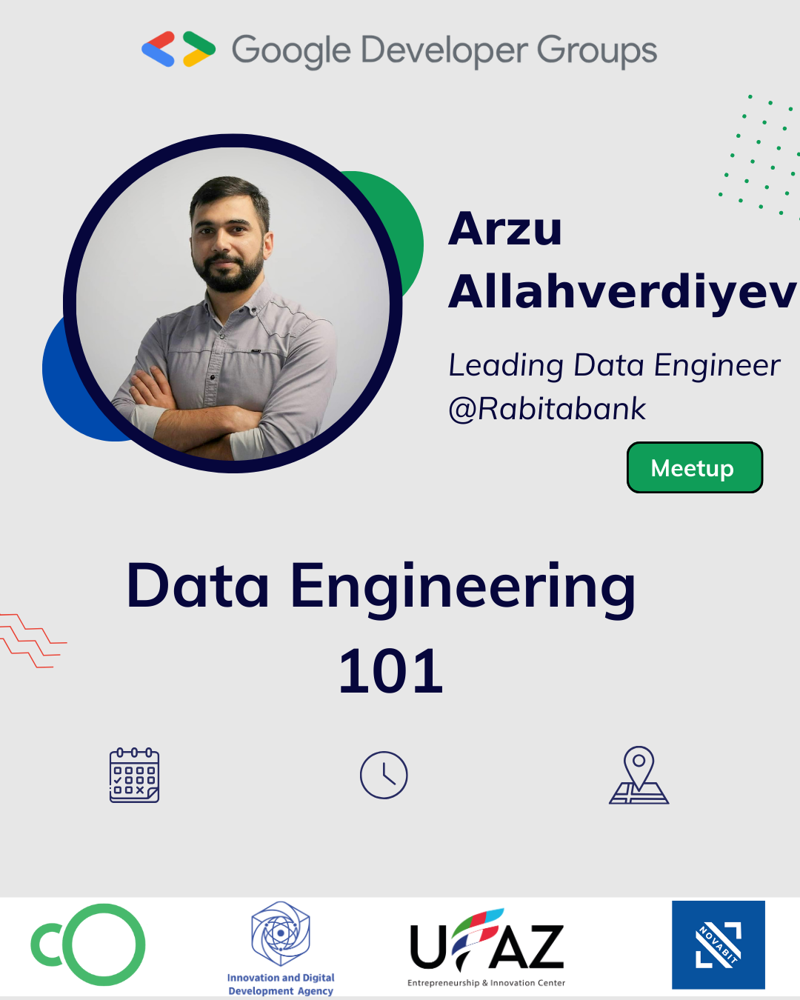 Google Developer Groups
Arzu
Allahverdiyev
Leading Data Engineer
@Rabitabank
Meetup
Data Engineering
101
cO
Innovation and Digital
Development Agency
UFAZ
Entrepreneurship & Innovation Center
NOVABIT